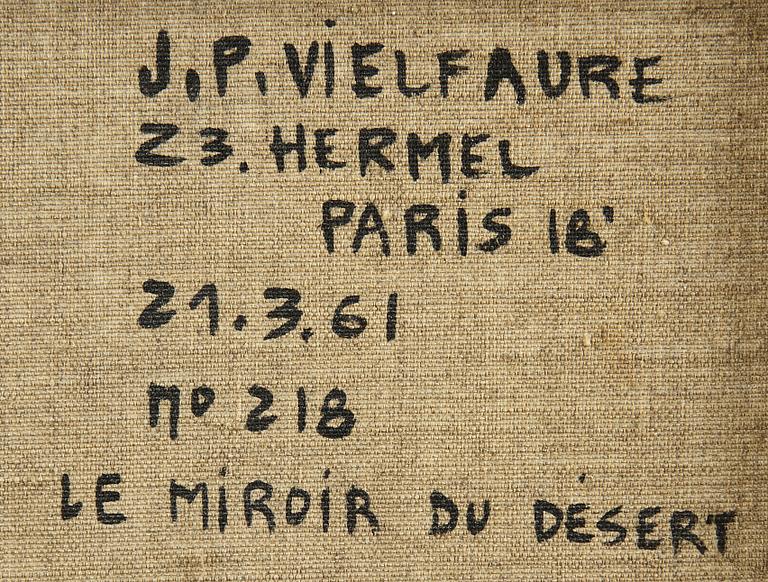 J.P. VIELFAURE
23. HERMEL
PARIS 18'
21.3.61
no 218
LE MIROIR DU DÉSERT